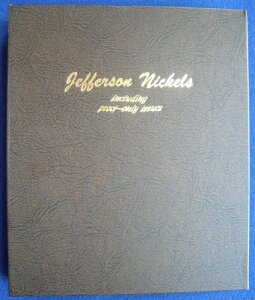 Jefferson Nickels
including
proof-only issues